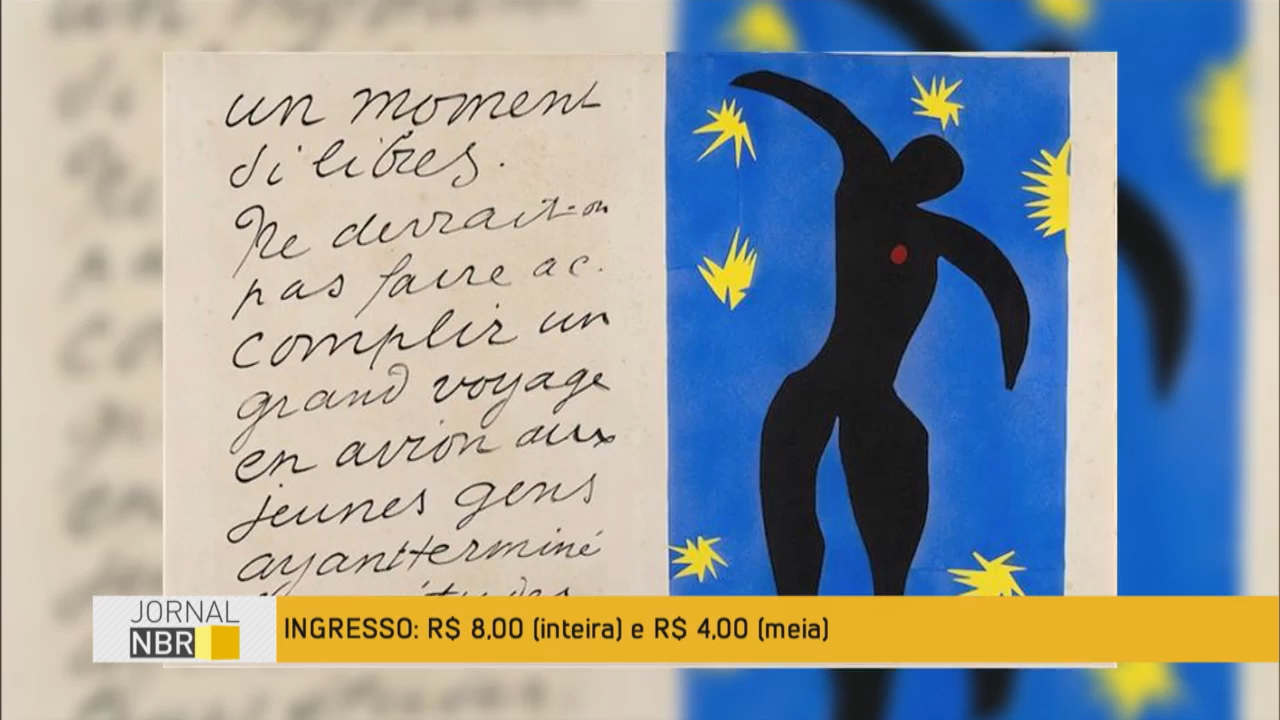 un moment
si libres.
Ne devrait-on
pas faire ac.
complir un
grand voyage
en avion aux
jeunes gens
ayant terminé
JORNAL
NBR
INGRESSO: R$ 8,00 (inteira) e R$ 4,00 (meia)